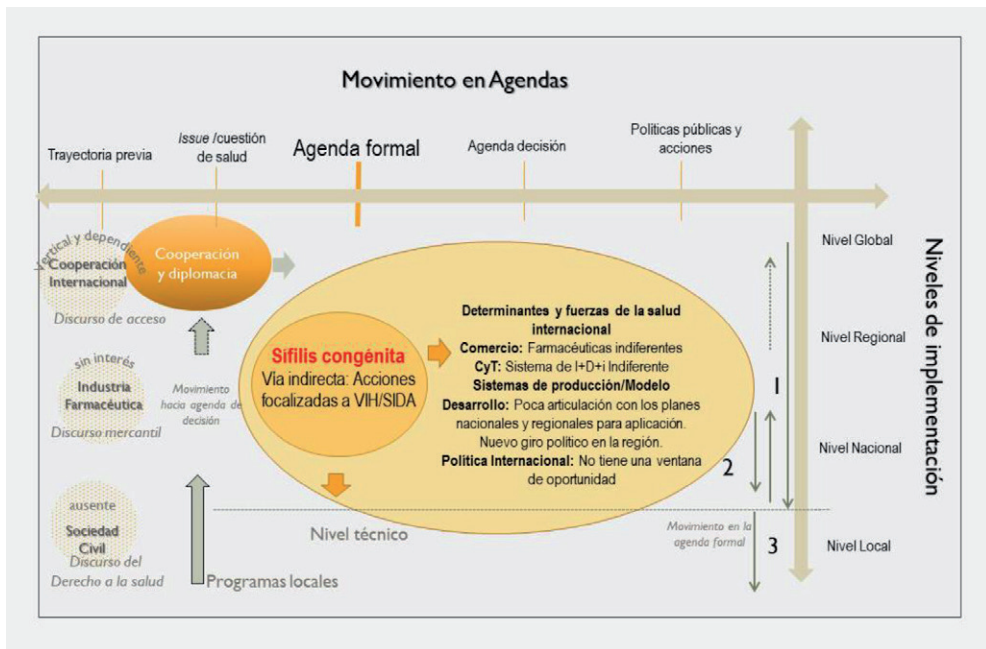 Movimiento en Agendas
Trayectoria previa
Issue /cuestión
de salud
Agenda formal
Agenda decisión
Políticas públicas y
acciones
Vertical y dependiente
Cooperación
Internacional
Discurso de acceso
Cooperación
y diplomacia
sin interés
Industria
Farmacéutica
Discurso mercantil
Movimiento
hacia agenda de
decisión
ausente
Sociedad
Civil
Discurso del
Derecho a la salud
Programas locales
Sífilis congénita
Vía indirecta: Acciones
focalizadas a VIH/SIDA
Nivel técnico
Determinantes y fuerzas de la salud
internacional
Comercio: Farmacéuticas indiferentes
CyT: Sistema de I+D+i Indiferente
Sistemas de producción/Modelo
Desarrollo: Poca articulación con los planes
nacionales y regionales para aplicación.
Nuevo giro político en la región.
Política Internacional: No tiene una ventana
de oportunidad
1
2
Movimiento en la
agenda formal
3
Nivel Global
Nivel Regional
Nivel Nacional
Nivel Local
Niveles de implementación